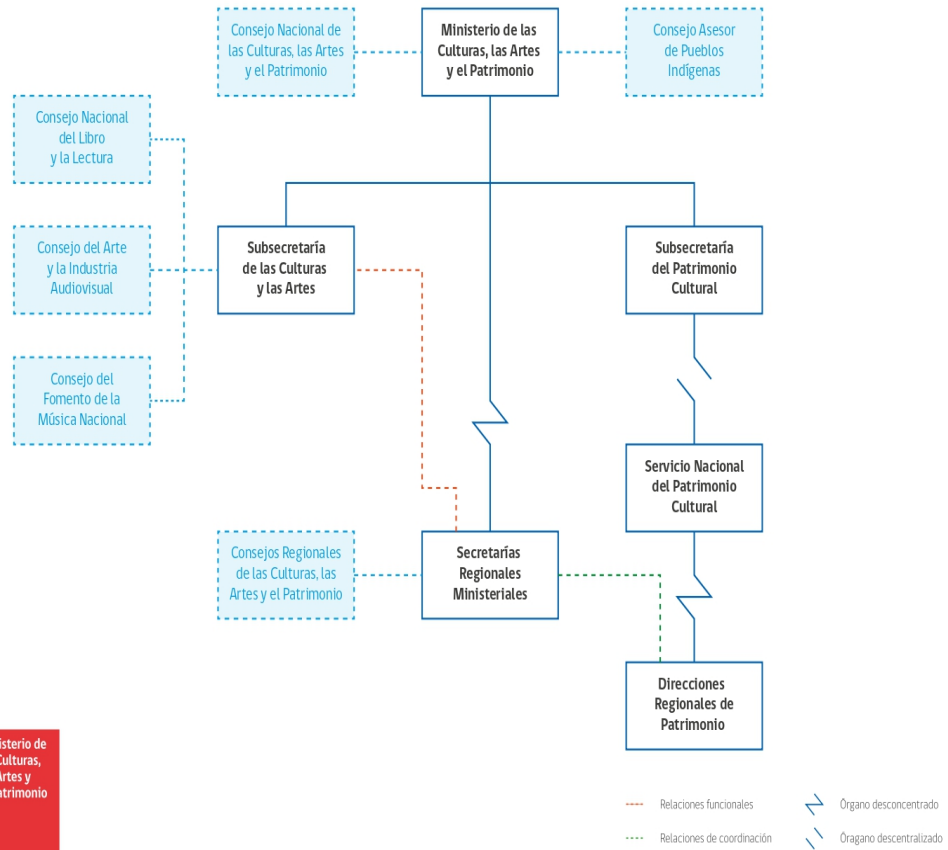 Consejo Nacional de
las Culturas, las Artes
y el Patrimonio
Ministerio de las
Culturas, las Artes
y el Patrimonio
Consejo Asesor
de Pueblos
Indígenas
Consejo Nacional
del Libro
y la Lectura
Consejo del Arte
y la Industria
Audiovisual
Subsecretaría
de las Culturas
y las Artes
Subsecretaría
del Patrimonio
Cultural
Consejo del
Fomento de la
Música Nacional
Servicio Nacional
del Patrimonio
Cultural
Consejos Regionales
de las Culturas, las
Artes y el Patrimonio
Secretarías
Regionales
Ministeriales
Direcciones
Regionales de
Patrimonio
isterio de
Culturas,
Artes y
atrimonio
Relaciones funcionales
Órgano desconcentrado
Relaciones de coordinación
Óragano descentralizado